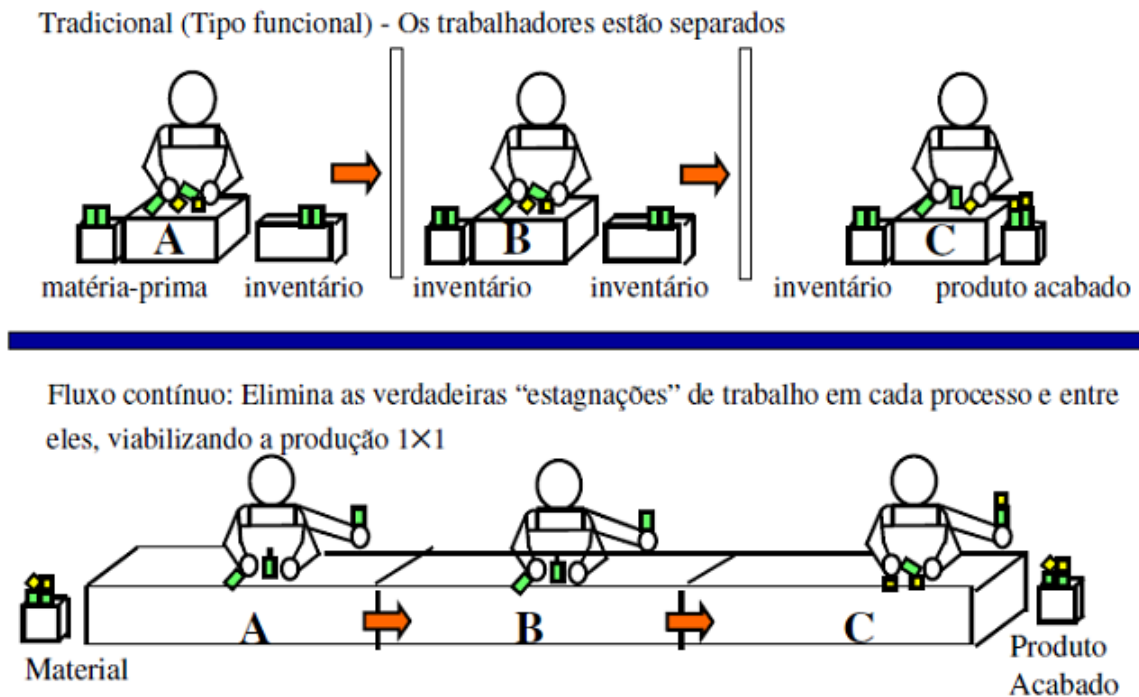 Tradicional (Tipo funcional) - Os trabalhadores estão separados
A
B
C
matéria-prima inventário inventário inventário inventário produto acabado
Fluxo contínuo: Elimina as verdadeiras “estagnações” de trabalho em cada processo e entre
eles, viabilizando a produção 1×1
A
B
C
Material
Produto
Acabado